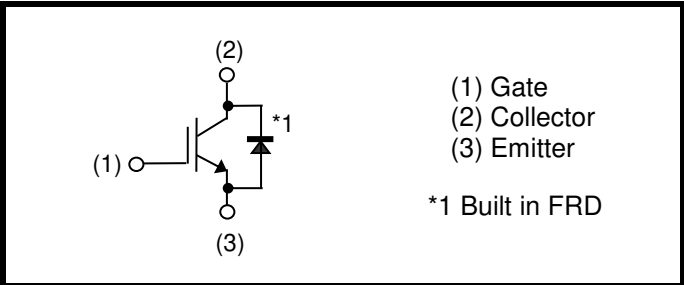 (2)
*1
(1)
(3)
(1) Gate
(2) Collector
(3) Emitter
*1 Built in FRD